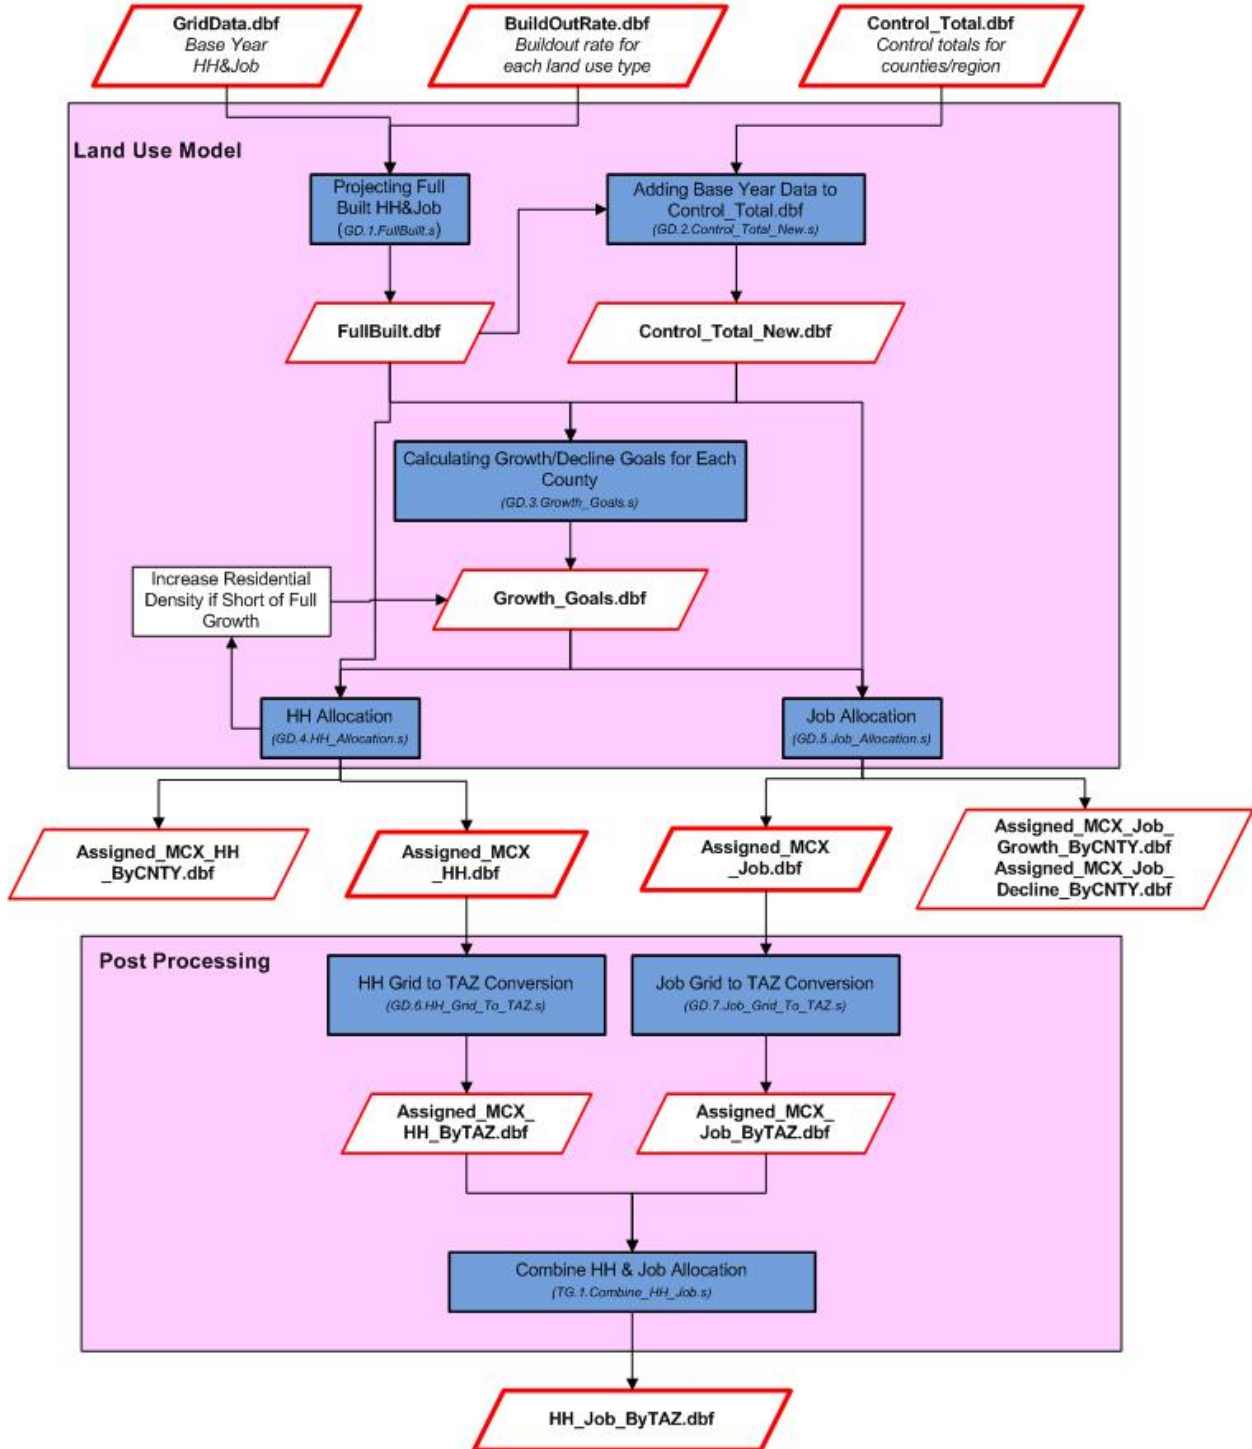 GridData.dbf
Base Year
HH&Job
BuildOutRate.dbf
Buildout rate for
each land use type
Control_Total.dbf
Control totals for
counties/region
Land Use Model
Projecting Full
Built HH&Job
(GD.1.FullBuilt.s)
Adding Base Year Data to
Control_Total.dbf
(GD.2.Control_Total_New.s)
FullBuilt.dbf
Control_Total_New.dbf
Calculating Growth/Decline Goals for Each
County
(GD.3.Growth_Goals.s)
Increase Residential
Density if Short of Full
Growth
Growth_Goals.dbf
HH Allocation
(GD.4.HH_Allocation.s)
Job Allocation
(GD.5.Job_Allocation.s)
Assigned_MCX_HH
_ByCNTY.dbf
Assigned_MCX
_HH.dbf
Assigned_MCX
_Job.dbf
Assigned_MCX_Job_
Growth_ByCNTY.dbf
Assigned_MCX_Job_
Decline_ByCNTY.dbf
Post Processing
HH Grid to TAZ Conversion
(GD.6.HH_Grid_To_TAZ.s)
Job Grid to TAZ Conversion
(GD.7.Job_Grid_To_TAZ.s)
Assigned_MCX_
HH_ByTAZ.dbf
Assigned_MCX_
Job_ByTAZ.dbf
Combine HH & Job Allocation
(TG.1.Combine_HH_Job.s)
HH_Job_ByTAZ.dbf